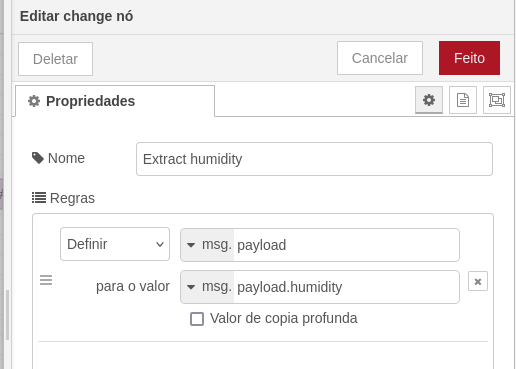 Editar change nó
Deletar
Cancelar
Feito
Propriedades
Nome
Extract humidity
Regras
Definir
msg. payload
para o valor
msg. payload.humidity
Valor de copia profunda